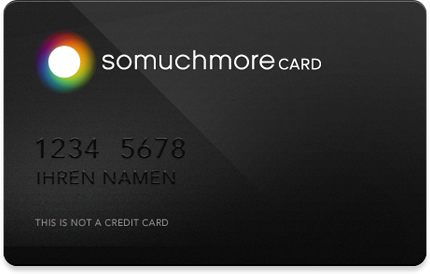 somuchmore CARD
1234 5678
IHREN NAMEN
THIS IS NOT A CREDIT CARD